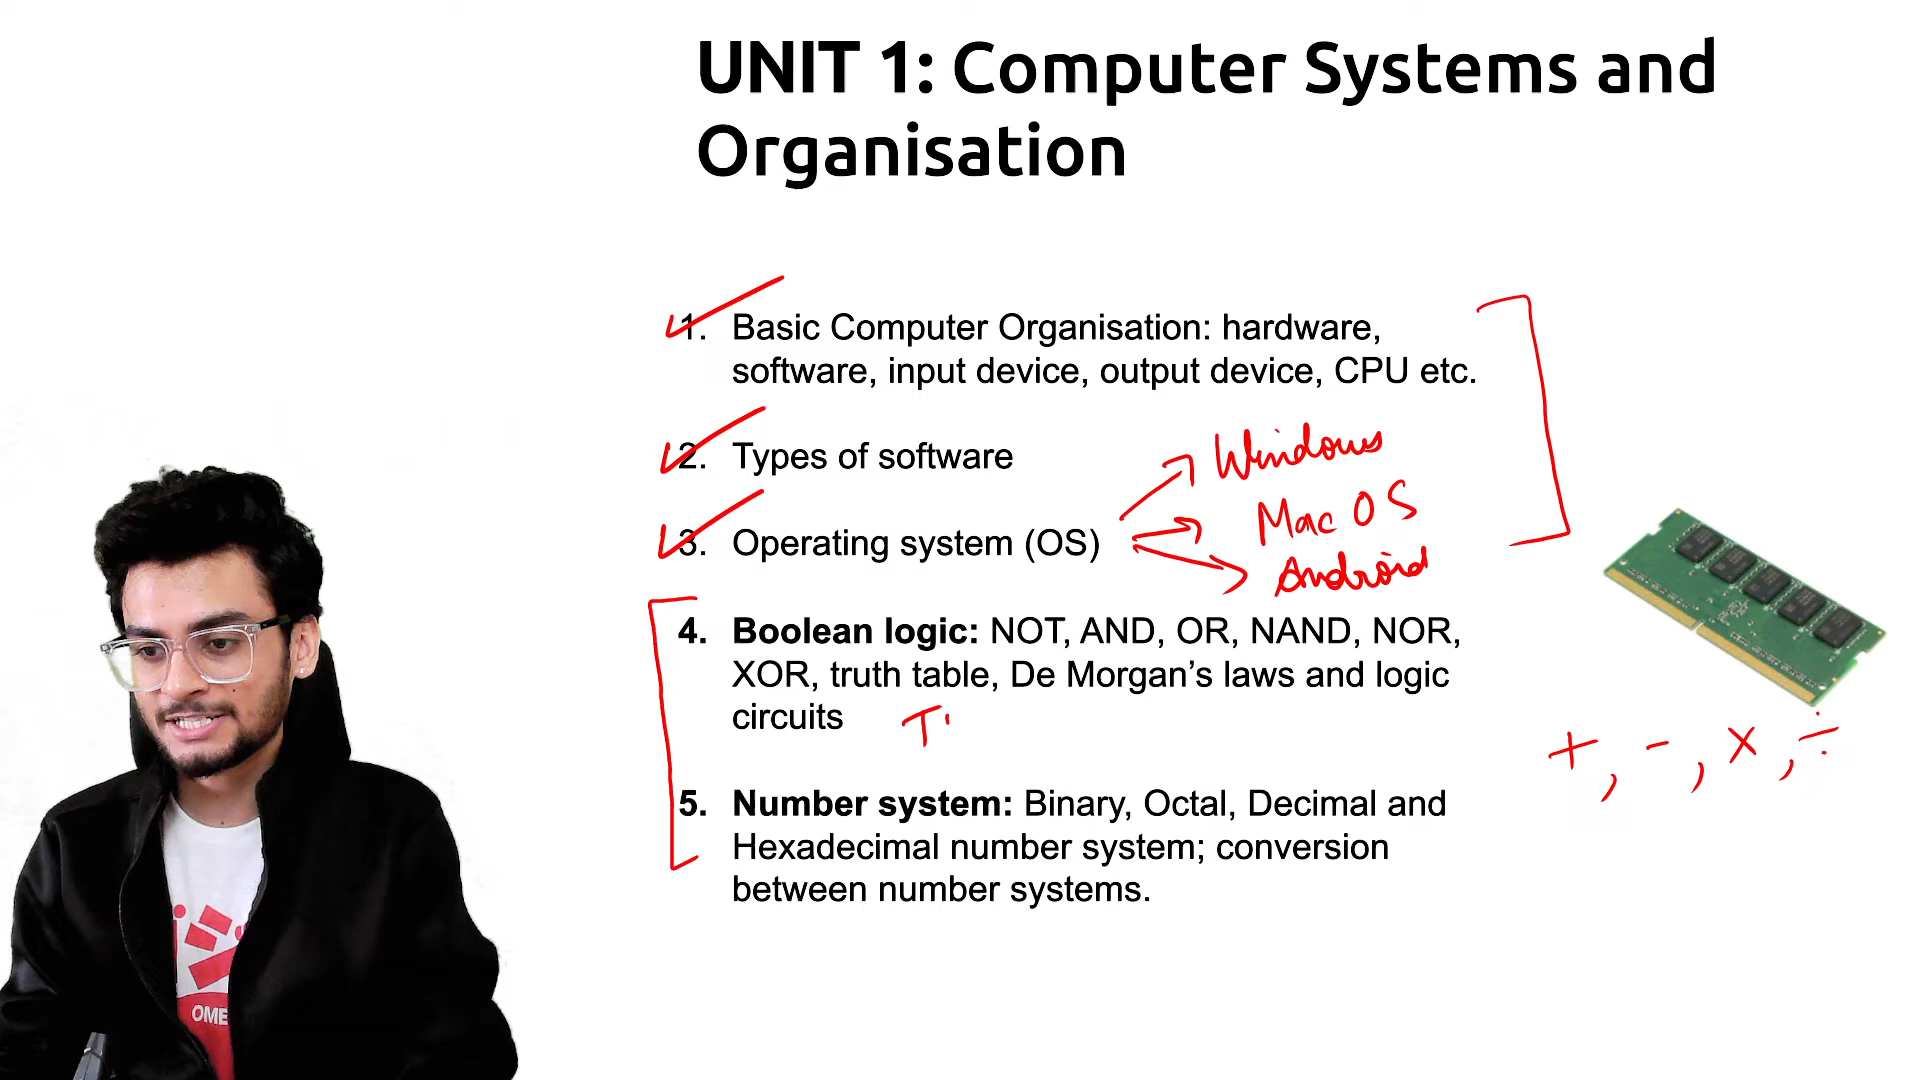 UNIT 1: Computer Systems and
Organisation
1. Basic Computer Organisation: hardware,
software, input device, output device, CPU etc.
2. Types of software
Windows
3. Operating system (OS)
Mac OS
Android
4. Boolean logic: NOT, AND, OR, NAND, NOR,
XOR, truth table, De Morgan’s laws and logic
circuits
T'
+, -, ×, ÷
5. Number system: Binary, Octal, Decimal and
Hexadecimal number system; conversion
between number systems.
OME